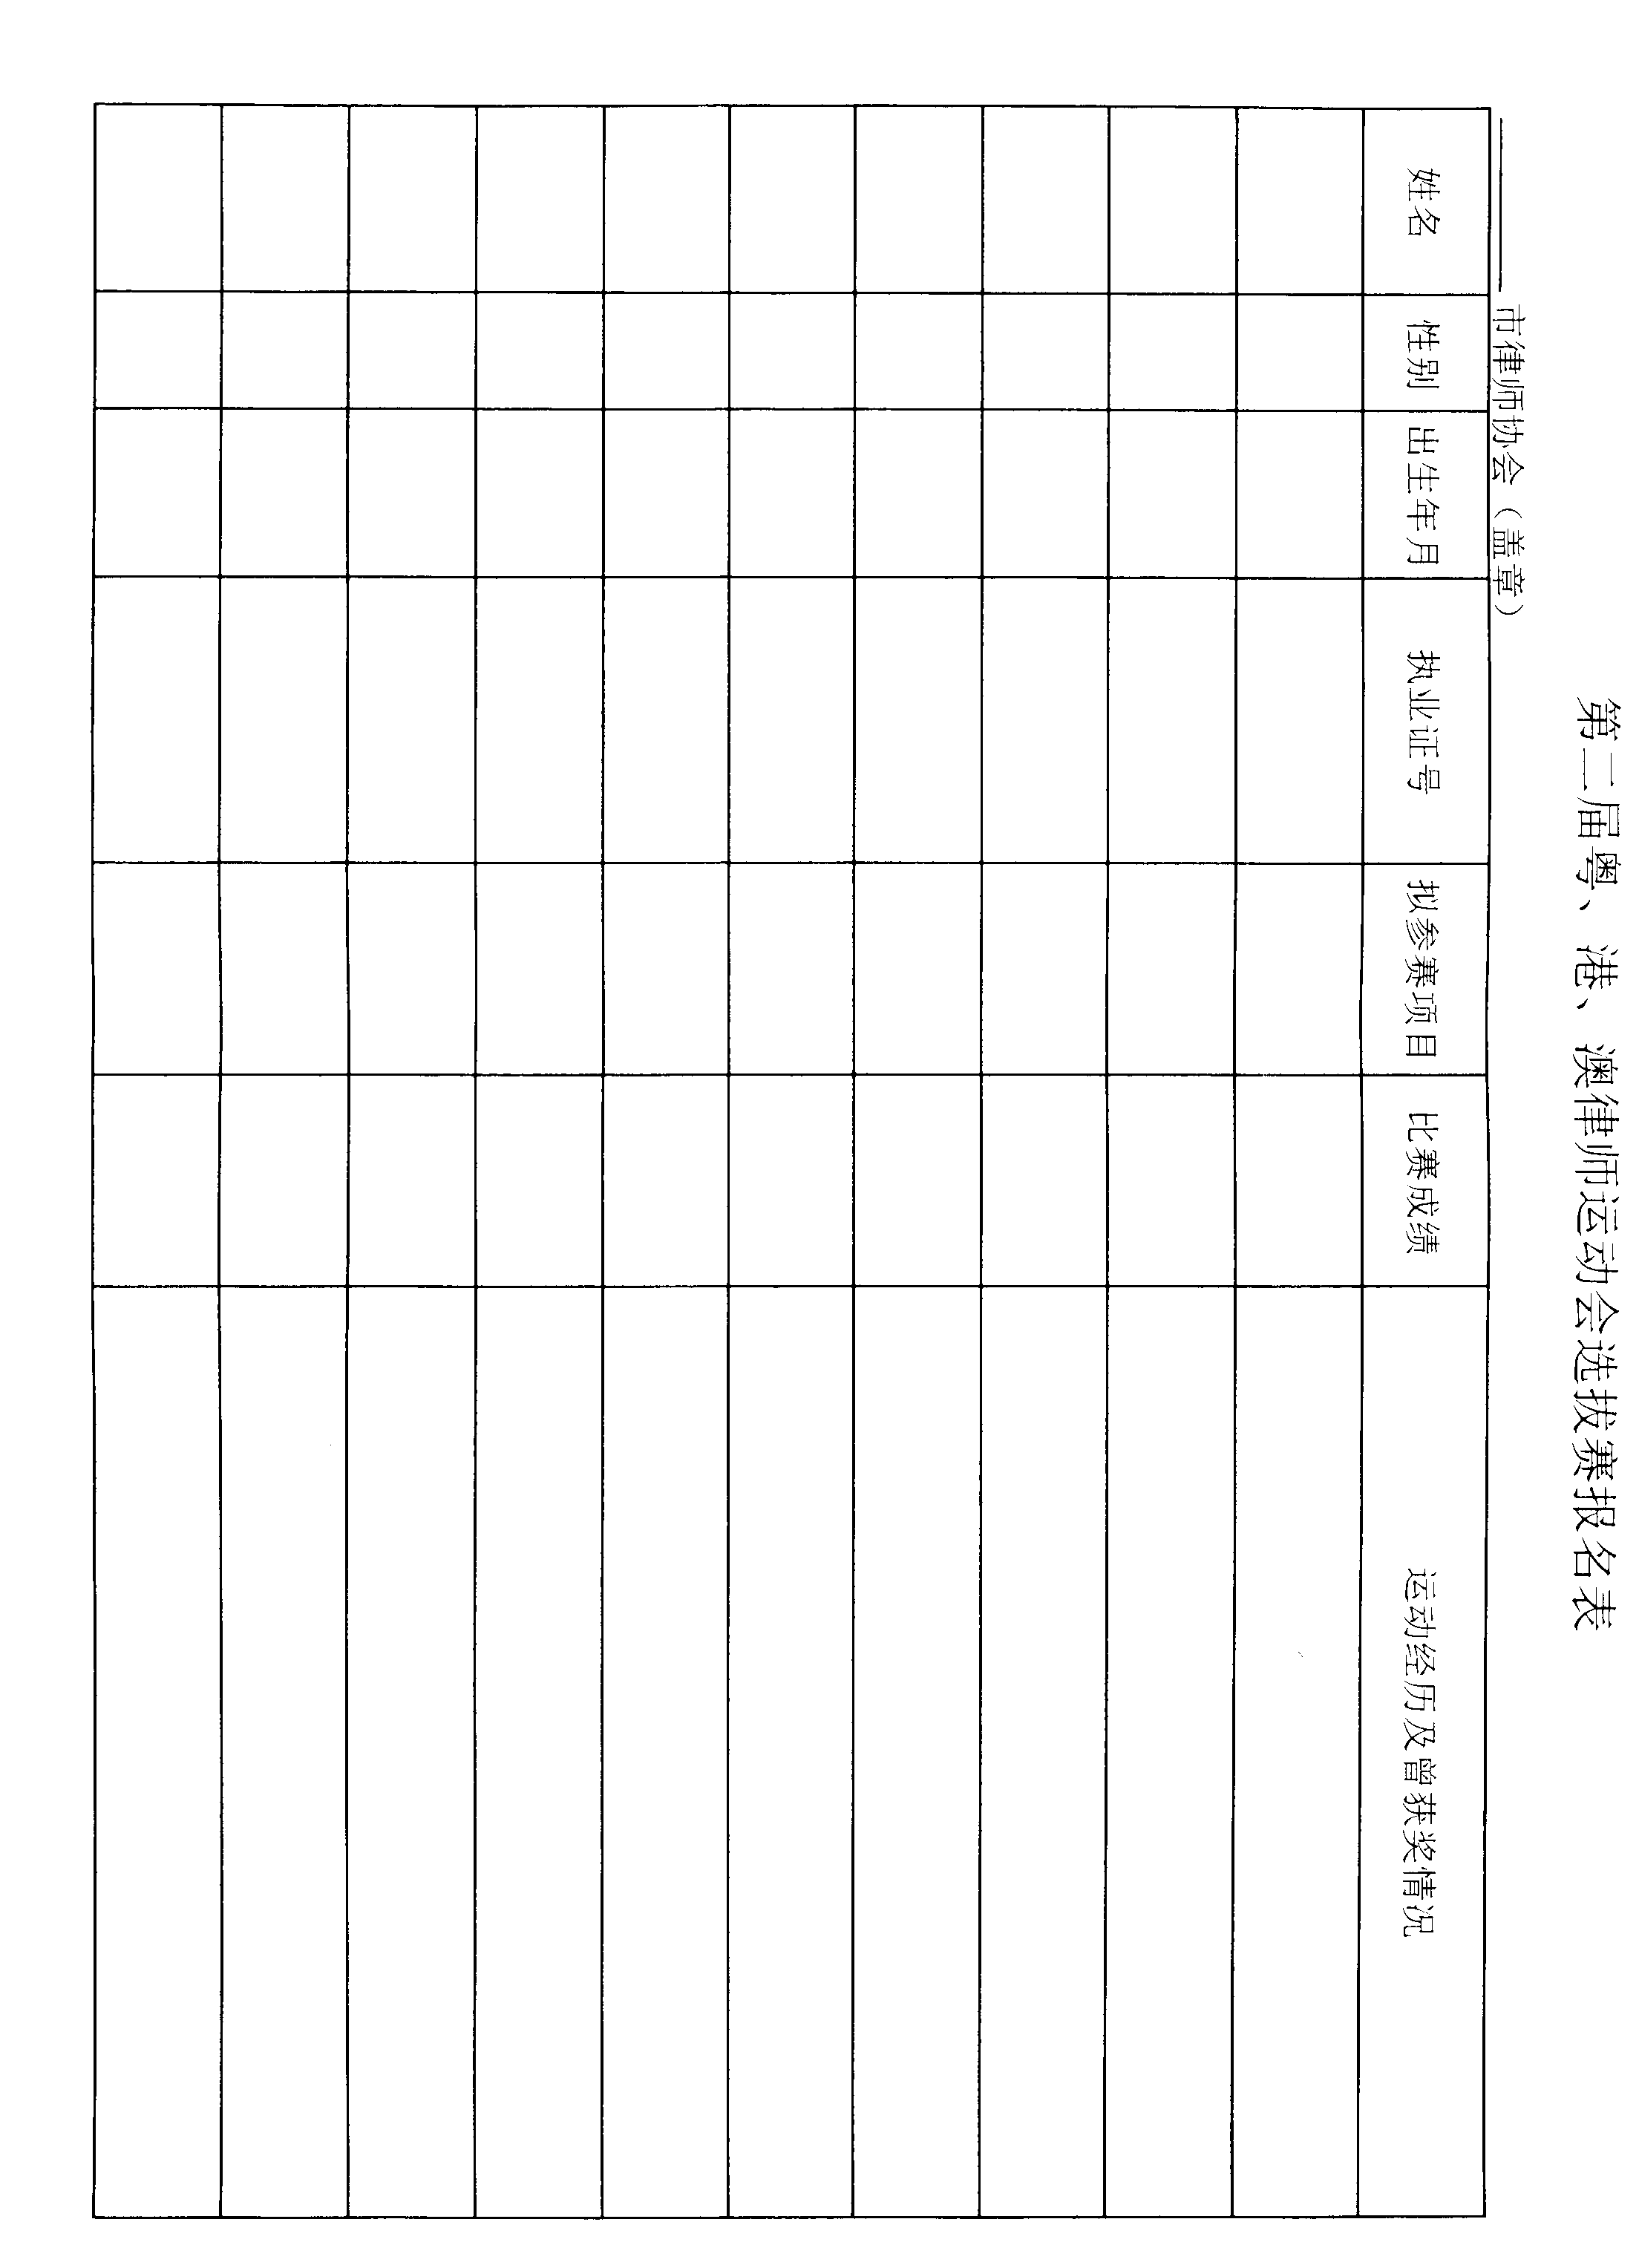 第二届粤、港、澳律师运动会选拔赛报名表
市律师协会（盖章）
姓名 性别 出生年月 执业证号 拟参赛项目 比赛成绩 运动经历及曾获奖情况